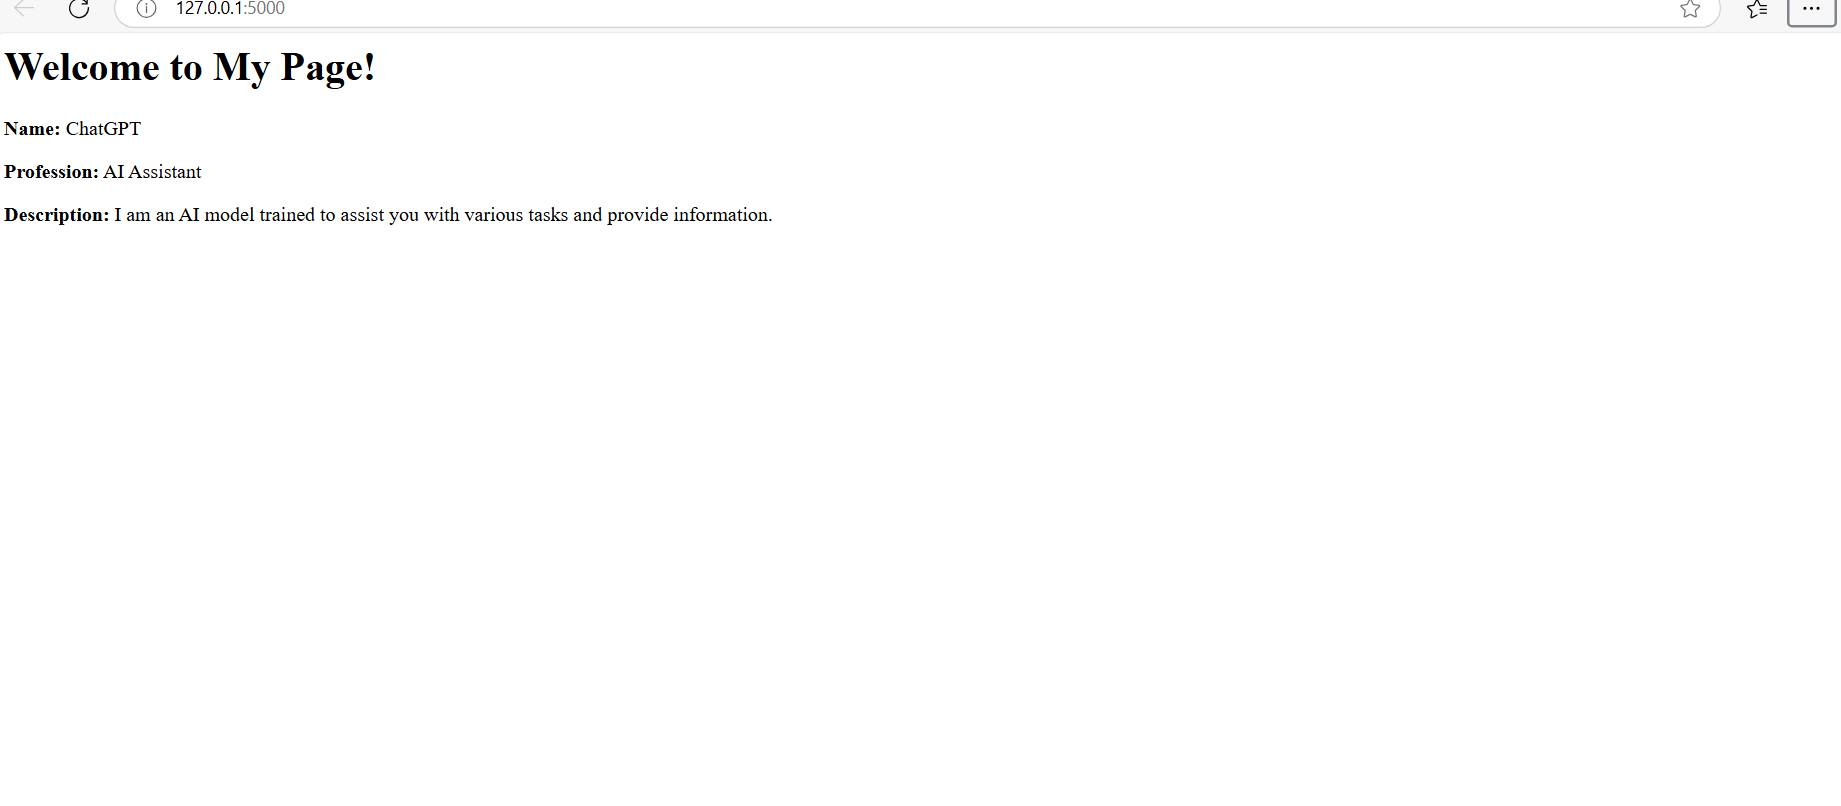 127.0.0.1:5000
Welcome to My Page!
Name: ChatGPT
Profession: AI Assistant
Description: I am an AI model trained to assist you with various tasks and provide information.